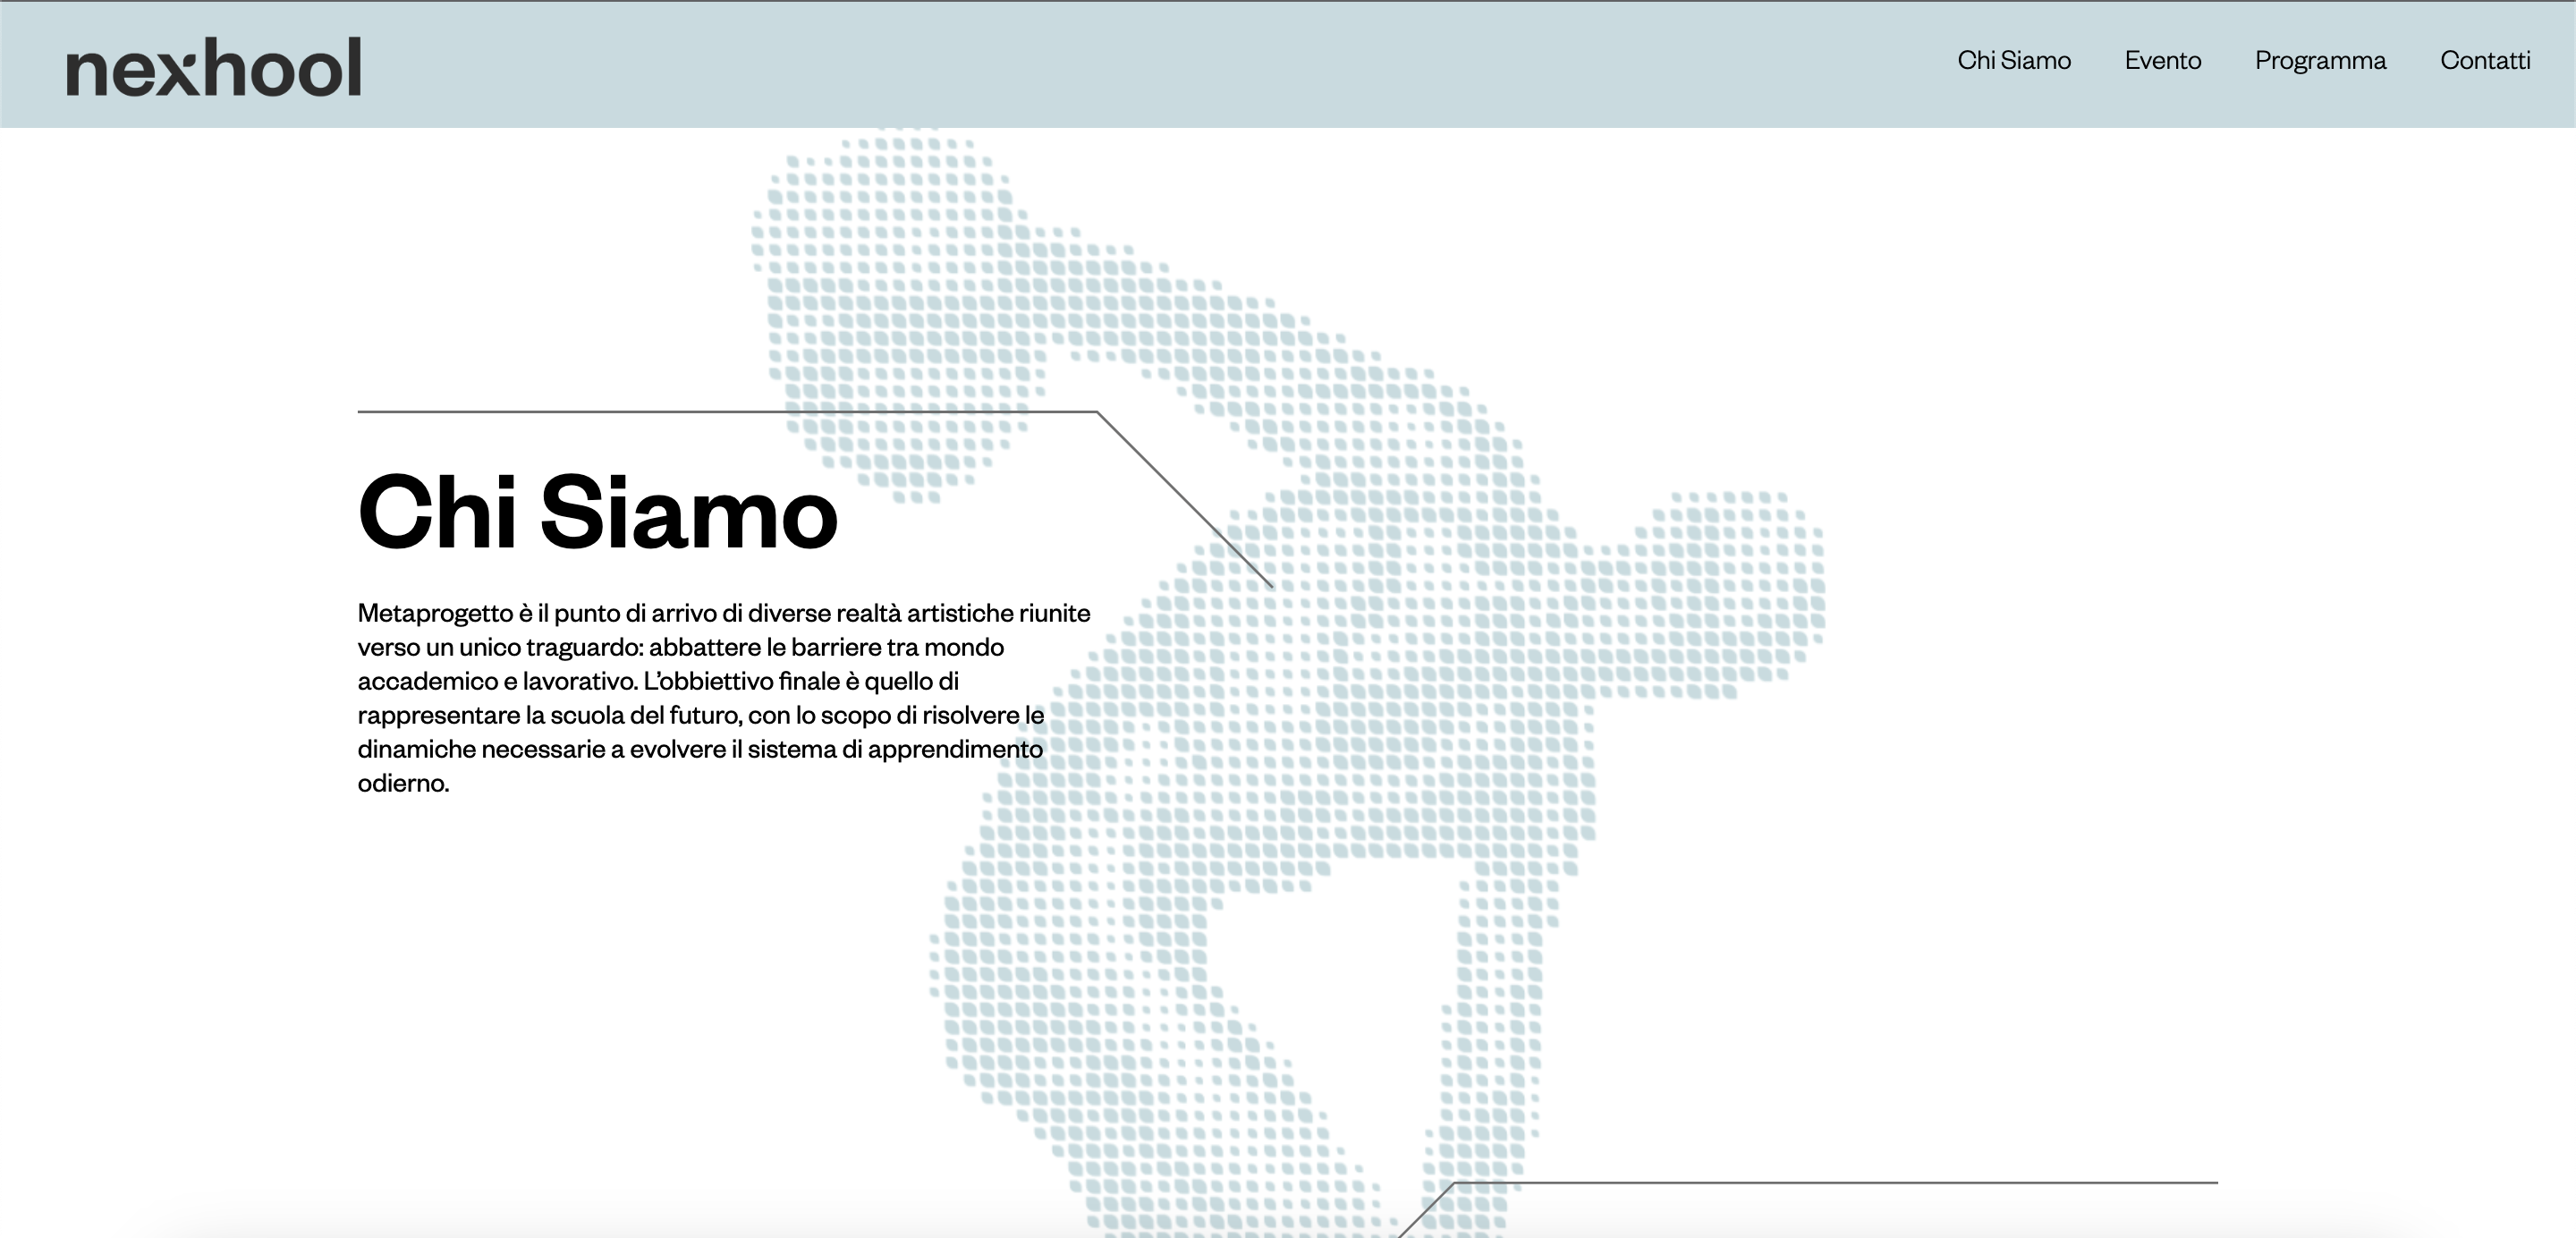 nexhool
Chi Siamo
Evento
Programma
Contatti
Chi Siamo
Metaprogetto è il punto di arrivo di diverse realtà artistiche riunite
verso un unico traguardo: abbattere le barriere tra mondo
accademico e lavorativo. L’obbiettivo finale è quello di
rappresentare la scuola del futuro, con lo scopo di risolvere le
dinamiche necessarie a evolvere il sistema di apprendimento
odierno.